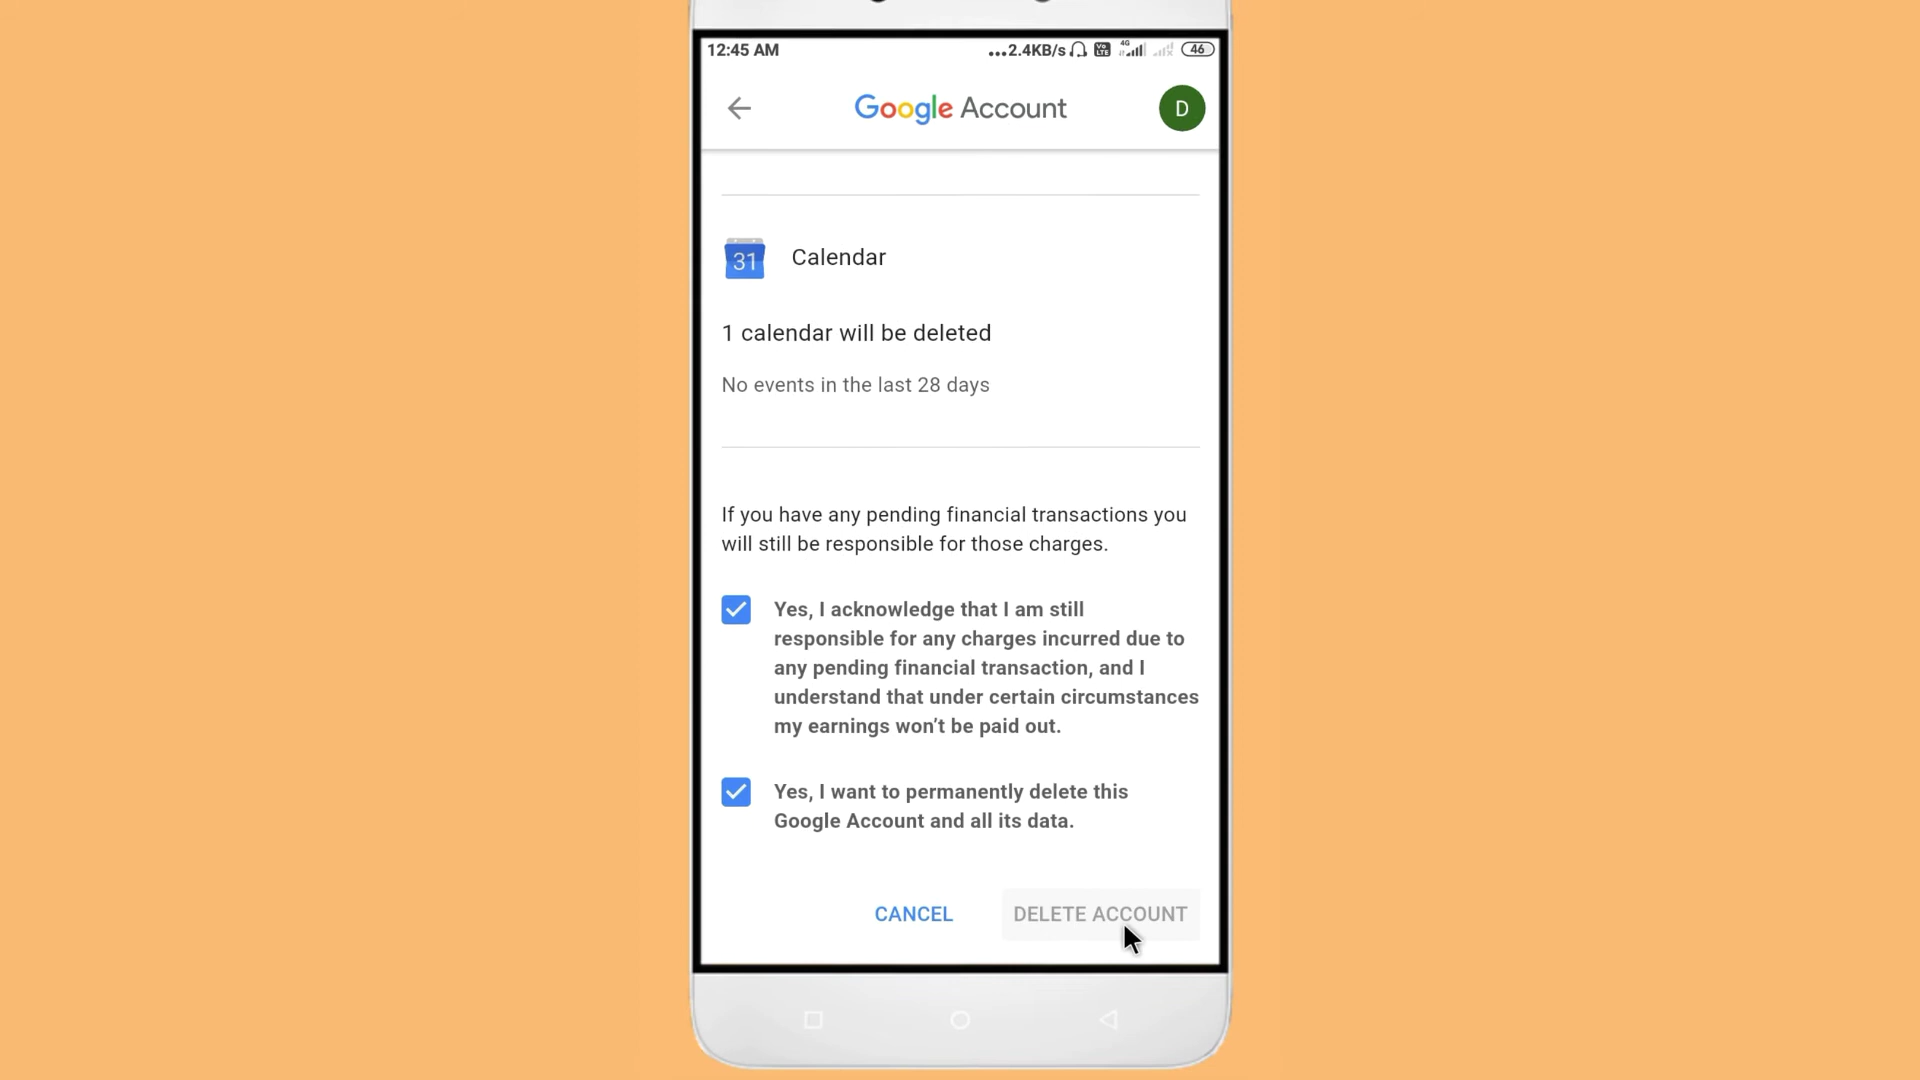 12:45 AM
...2.4KB/s Vo LTE 4G 46
Google Account
D
31 Calendar
1 calendar will be deleted
No events in the last 28 days
If you have any pending financial transactions you
will still be responsible for those charges.
Yes, I acknowledge that I am still
responsible for any charges incurred due to
any pending financial transaction, and I
understand that under certain circumstances
my earnings won’t be paid out.
Yes, I want to permanently delete this
Google Account and all its data.
CANCEL
DELETE ACCOUNT